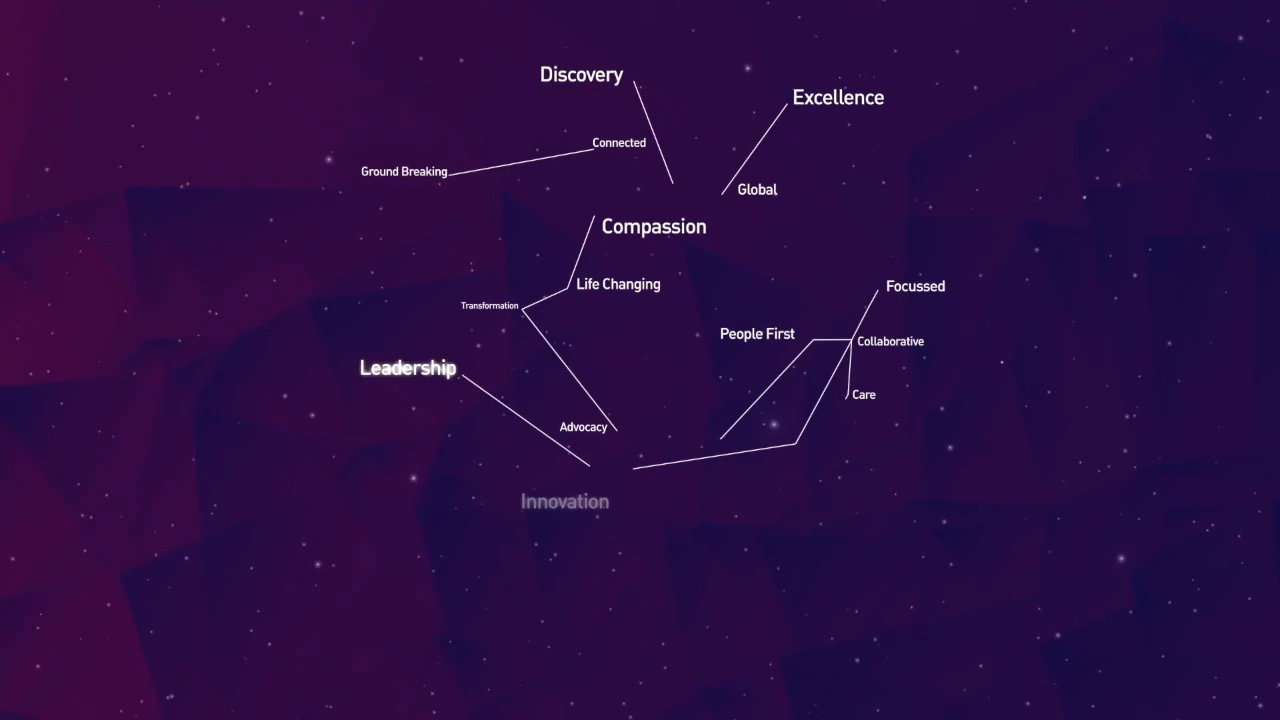 Discovery
Excellence
Connected
Ground Breaking
Global
Compassion
Life Changing
Focussed
Transformation
People First
Collaborative
Leadership
Care
Advocacy
Innovation